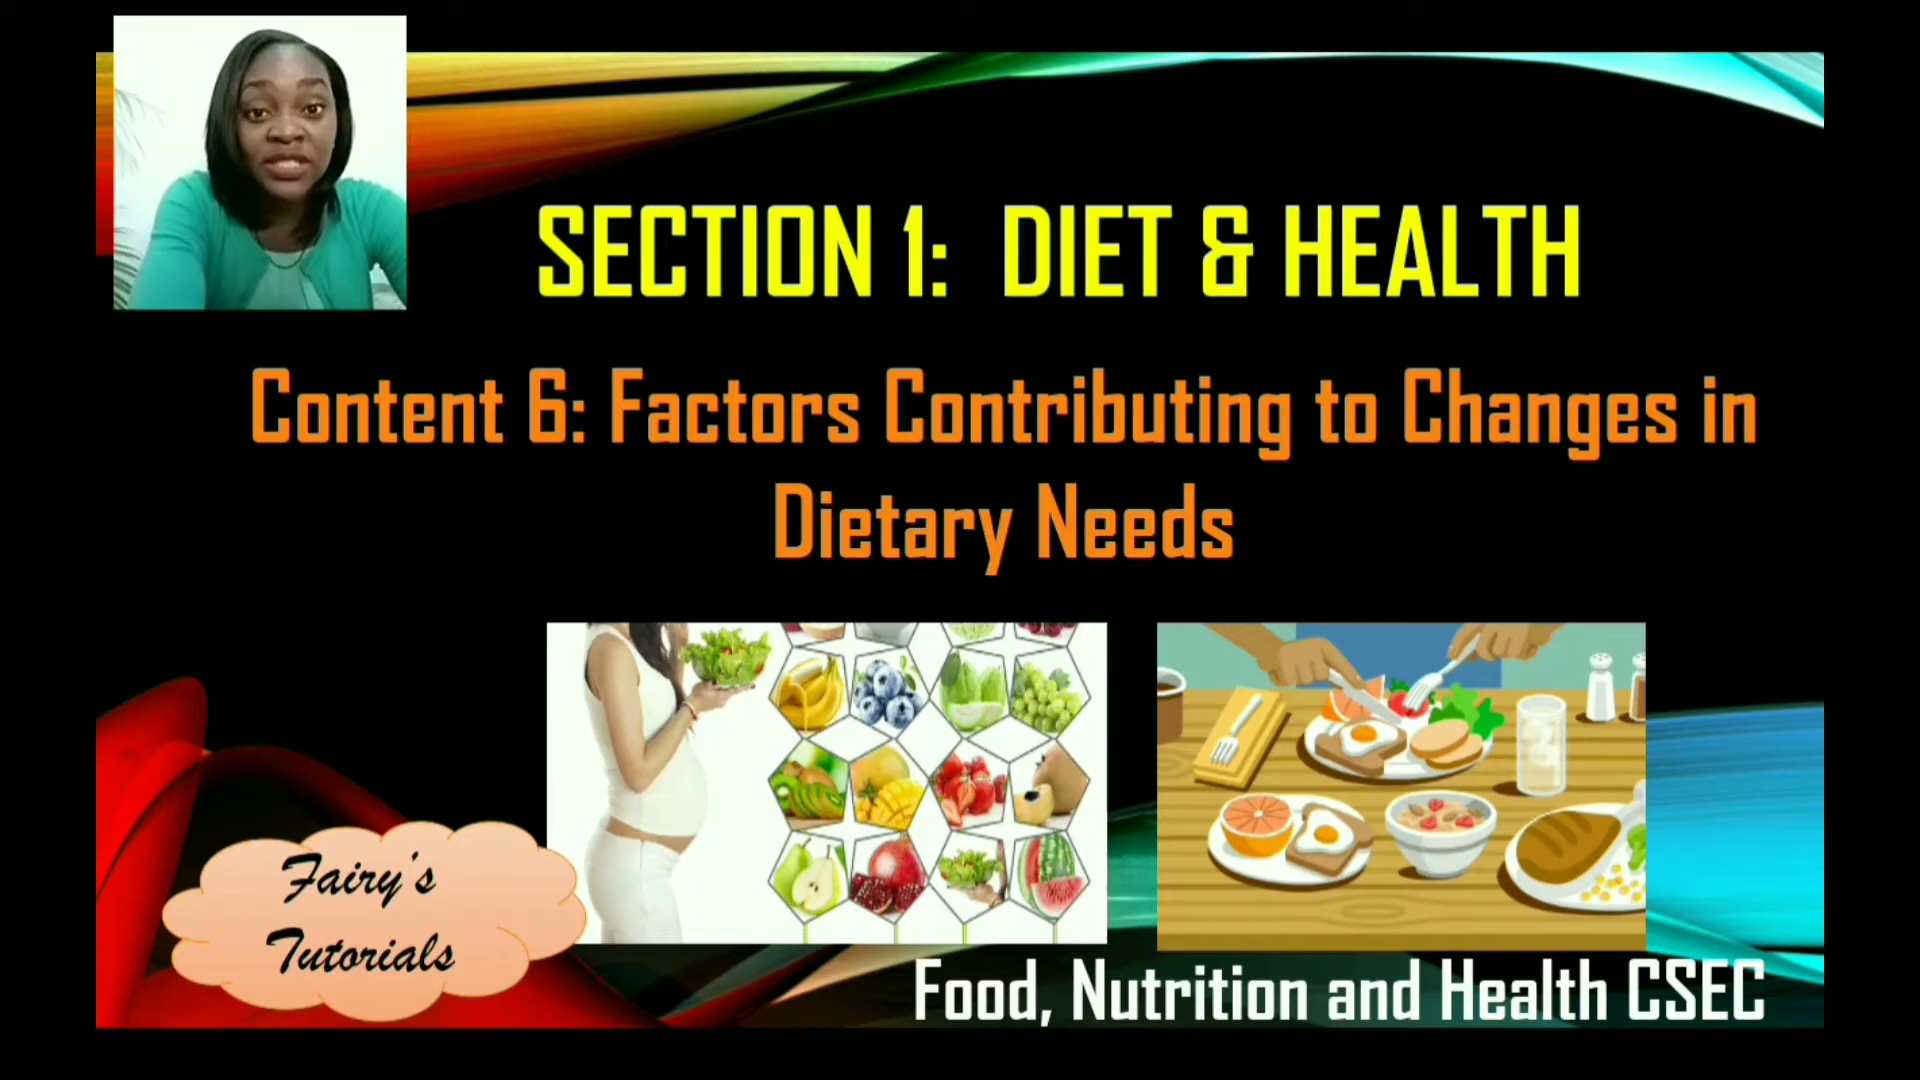 SECTION 1: DIET & HEALTH
Content 6: Factors Contributing to Changes in
Dietary Needs
Fairy's
Tutorials
Food, Nutrition and Health CSEC